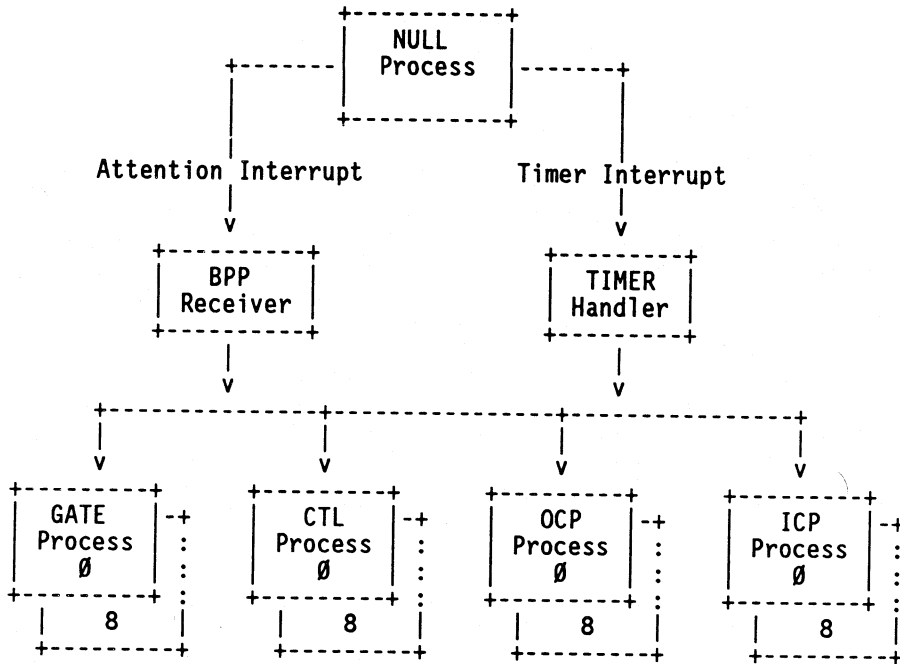 NULL
Process
Attention Interrupt
Timer Interrupt
BPP
Receiver
TIMER
Handler
GATE
Process
Ø
8
CTL
Process
Ø
8
OCP
Process
Ø
8
ICP
Process
Ø
8